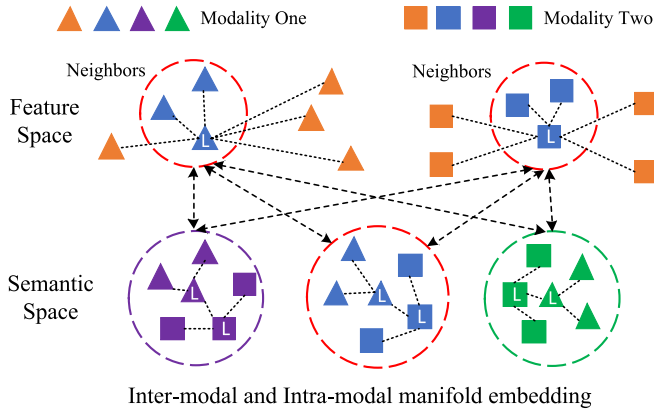 Modality One
Modality Two
Neighbors
Neighbors
Feature
Space
L
L
Semantic
Space
L
L
L
L
L
L
Inter-modal and Intra-modal manifold embedding